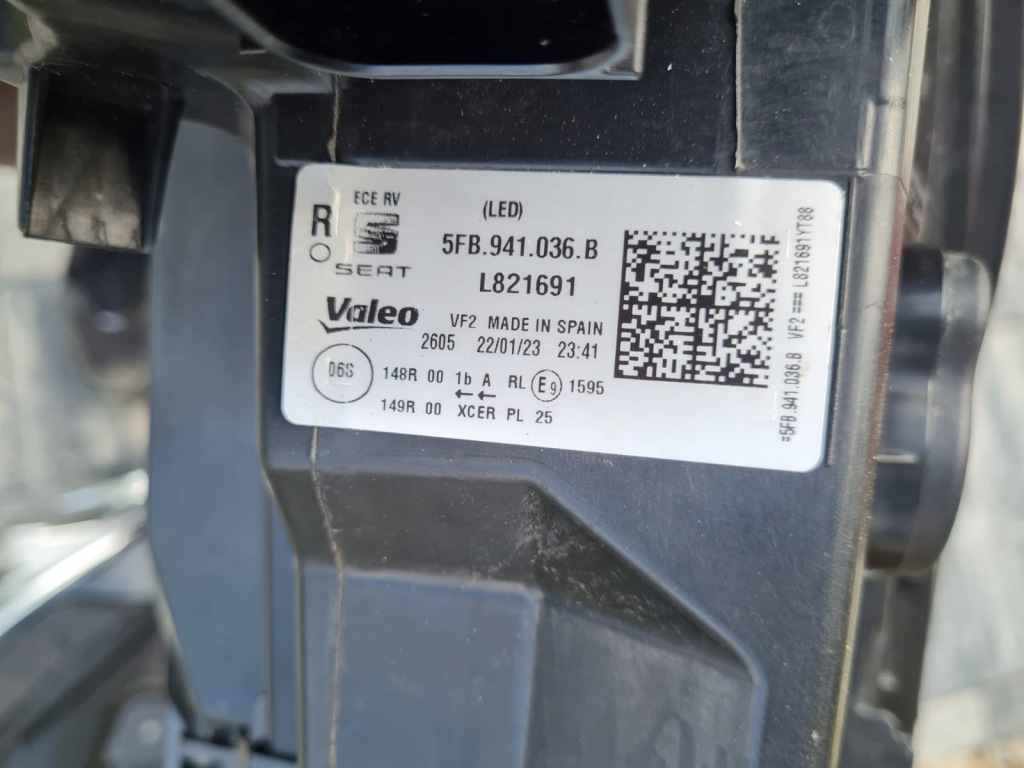 ECE RV
R
SEAT
(LED)
5FB.941.036.B
L821691
Valeo
VF2 MADE IN SPAIN
2605 22/01/23 23:41
06S
148R 00 1b A RL E9 1595
←←
149R 00 XCER PL 25
=5FB.941.036.B VF2 === L821691YT88